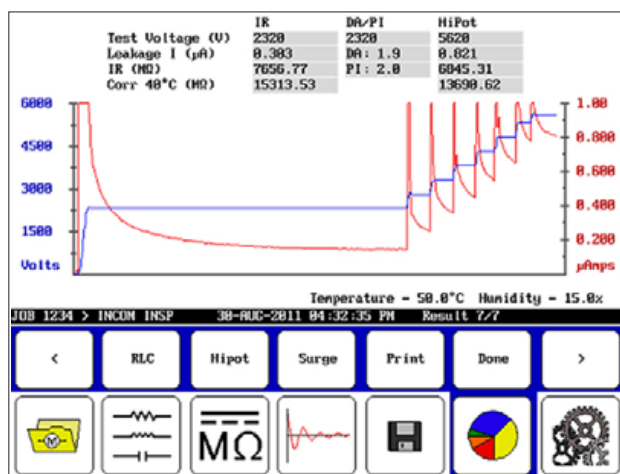 IR DA/PI HiPot
Test Voltage (V) 2320 2320 5620
Leakage I (µA) 0.303 DA: 1.9 0.821
IR (MΩ) 7656.77 PI: 2.0 6845.31
Corr 40°C (MΩ) 15313.53 13690.62
6000
4500
3000
1500
Volts
1.00
0.800
0.600
0.400
0.200
µAmps
Temperature = 50.0°C Humidity = 15.0%
JOB 1234 > INCOM INSP 30-AUG-2011 04:32:35 PM Result 7/7
< RLC Hipot Surge Print Done >
M
MΩ